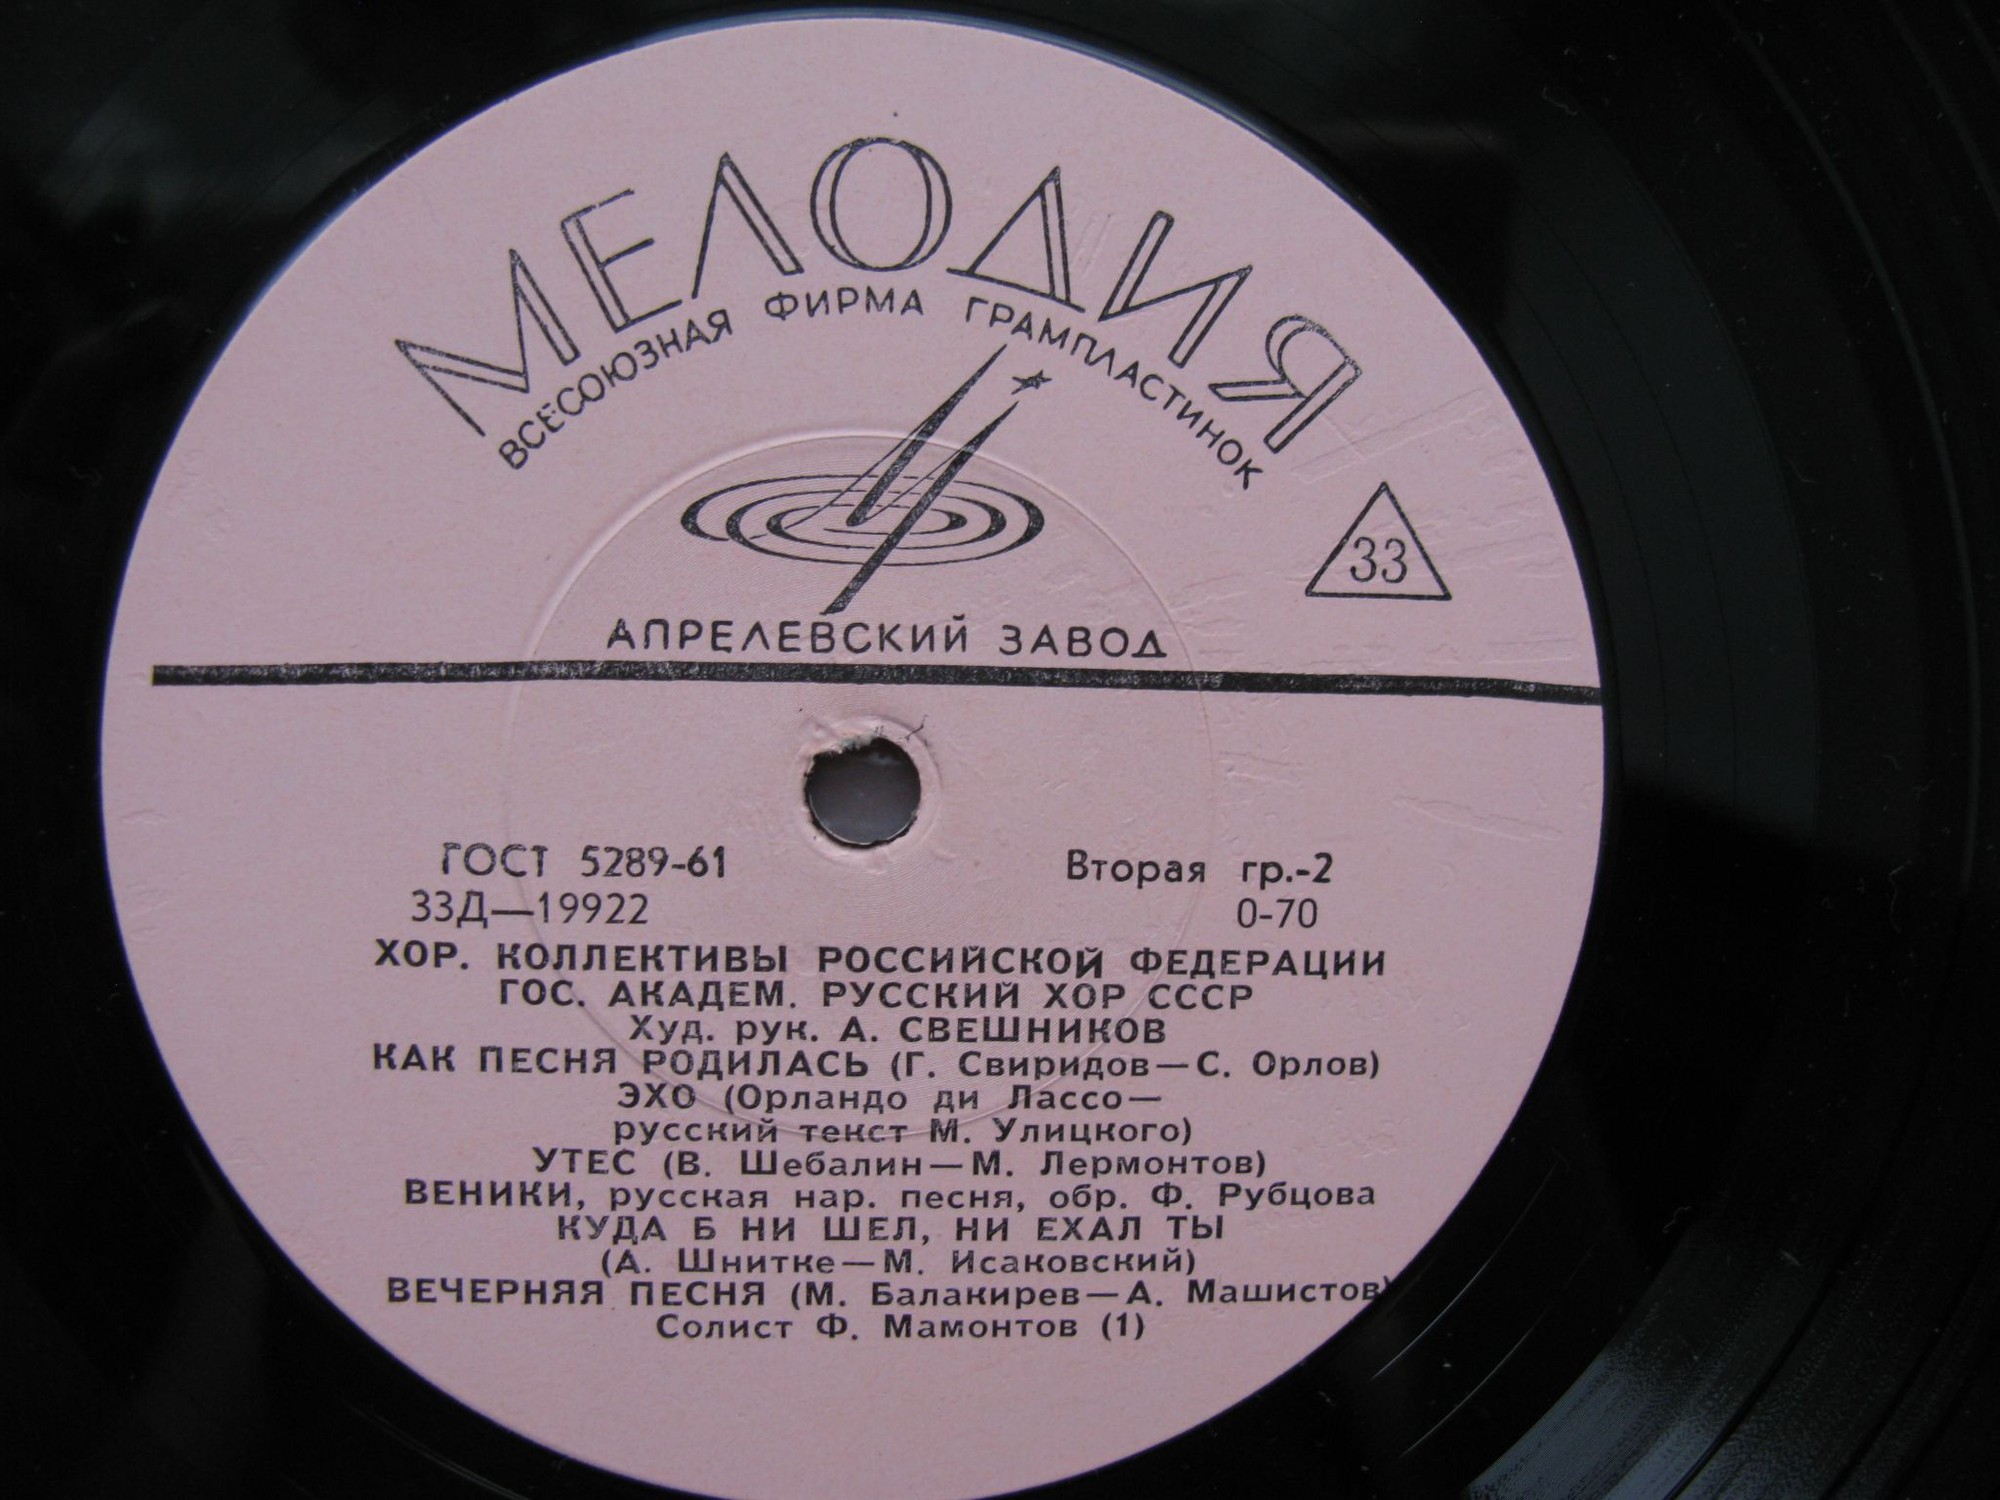 МЕЛОДИЯ
ВСЕСОЮЗНАЯ ФИРМА ГРАМПЛАСТИНОК
33
АПРЕЛЕВСКИЙ ЗАВОД
ГОСТ 5289-61 Вторая гр.-2
33Д—19922 0-70
ХОР. КОЛЛЕКТИВЫ РОССИЙСКОЙ ФЕДЕРАЦИИ
ГОС. АКАДЕМ. РУССКИЙ ХОР СССР
Худ. рук. А. СВЕШНИКОВ
КАК ПЕСНЯ РОДИЛАСЬ (Г. Свиридов—С. Орлов)
ЭХО (Орландо ди Лассо—
русский текст М. Улицкого)
УТЕС (В. Шебалин—М. Лермонтов)
ВЕНИКИ, русская нар. песня, обр. Ф. Рубцова
КУДА Б НИ ШЕЛ, НИ ЕХАЛ ТЫ
(А. Шнитке—М. Исаковский)
ВЕЧЕРНЯЯ ПЕСНЯ (М. Балакирев—А. Машистов)
Солист Ф. Мамонтов (1)